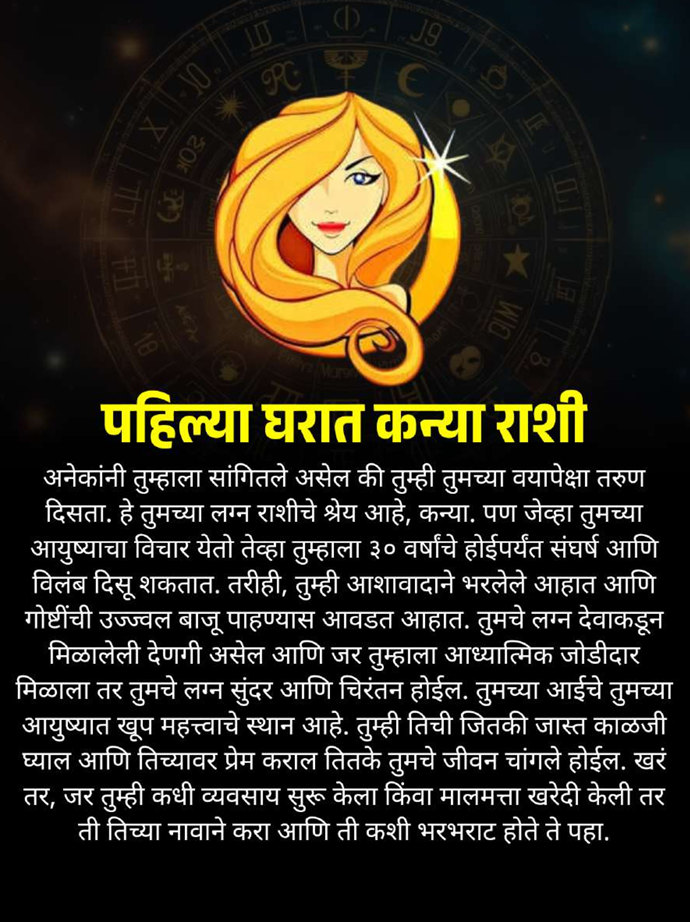 पहिल्या घरात कन्या राशी
अनेकांनी तुम्हाला सांगितले असेल की तुम्ही तुमच्या वयापेक्षा तरुण
दिसता. हे तुमच्या लग्न राशीचे श्रेय आहे, कन्या. पण जेव्हा तुमच्या
आयुष्याचा विचार येतो तेव्हा तुम्हाला ३० वर्षांचे होईपर्यंत संघर्ष आणि
विलंब दिसू शकतात. तरीही, तुम्ही आशावादाने भरलेले आहात आणि
गोष्टींची उज्ज्वल बाजू पाहण्यास आवडत आहात. तुमचे लग्न देवाकडून
मिळालेली देणगी असेल आणि जर तुम्हाला आध्यात्मिक जोडीदार
मिळाला तर तुमचे लग्न सुंदर आणि चिरंतन होईल. तुमच्या आईचे तुमच्या
आयुष्यात खूप महत्त्वाचे स्थान आहे. तुम्ही तिची जितकी जास्त काळजी
घ्याल आणि तिच्यावर प्रेम कराल तितके तुमचे जीवन चांगले होईल. खरं
तर, जर तुम्ही कधी व्यवसाय सुरू केला किंवा मालमत्ता खरेदी केली तर
ती तिच्या नावाने करा आणि ती कशी भरभराट होते ते पहा.